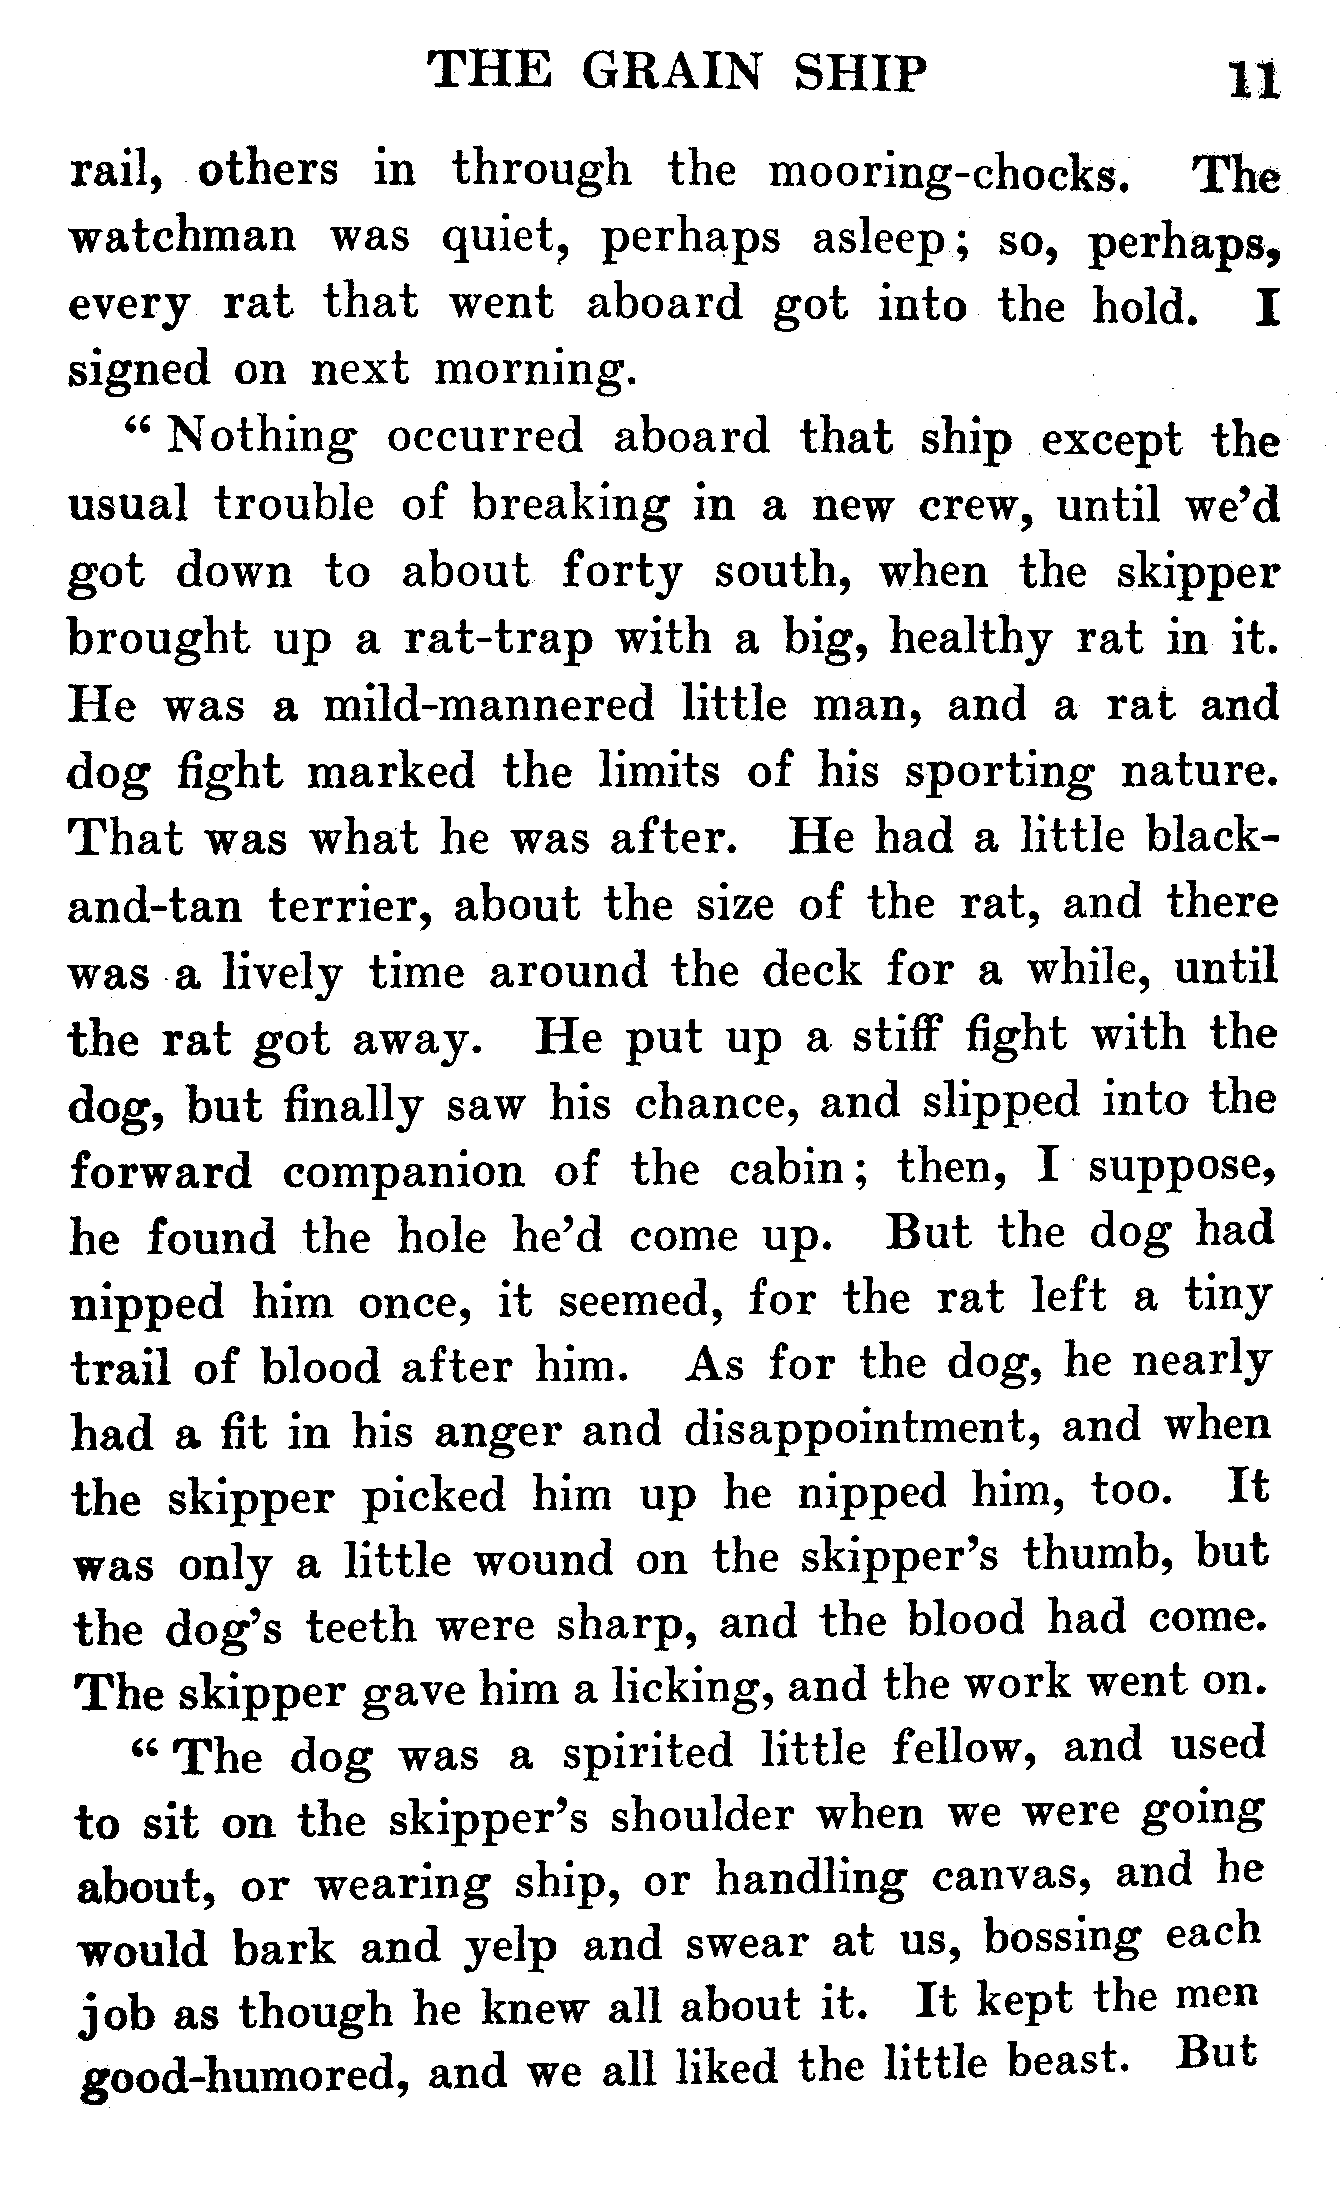 THE GRAIN SHIP 11
rail, others in through the mooring-chocks. The
watchman was quiet, perhaps asleep; so, perhaps,
every rat that went aboard got into the hold. I
signed on next morning.
“Nothing occurred aboard that ship except the
usual trouble of breaking in a new crew, until we’d
got down to about forty south, when the skipper
brought up a rat-trap with a big, healthy rat in it.
He was a mild-mannered little man, and a rat and
dog fight marked the limits of his sporting nature.
That was what he was after. He had a little black-
and-tan terrier, about the size of the rat, and there
was a lively time around the deck for a while, until
the rat got away. He put up a stiff fight with the
dog, but finally saw his chance, and slipped into the
forward companion of the cabin; then, I suppose,
he found the hole he’d come up. But the dog had
nipped him once, it seemed, for the rat left a tiny
trail of blood after him. As for the dog, he nearly
had a fit in his anger and disappointment, and when
the skipper picked him up he nipped him, too. It
was only a little wound on the skipper’s thumb, but
the dog’s teeth were sharp, and the blood had come.
The skipper gave him a licking, and the work went on.
“The dog was a spirited little fellow, and used
to sit on the skipper’s shoulder when we were going
about, or wearing ship, or handling canvas, and he
would bark and yelp and swear at us, bossing each
job as though he knew all about it. It kept the men
good-humored, and we all liked the little beast. But